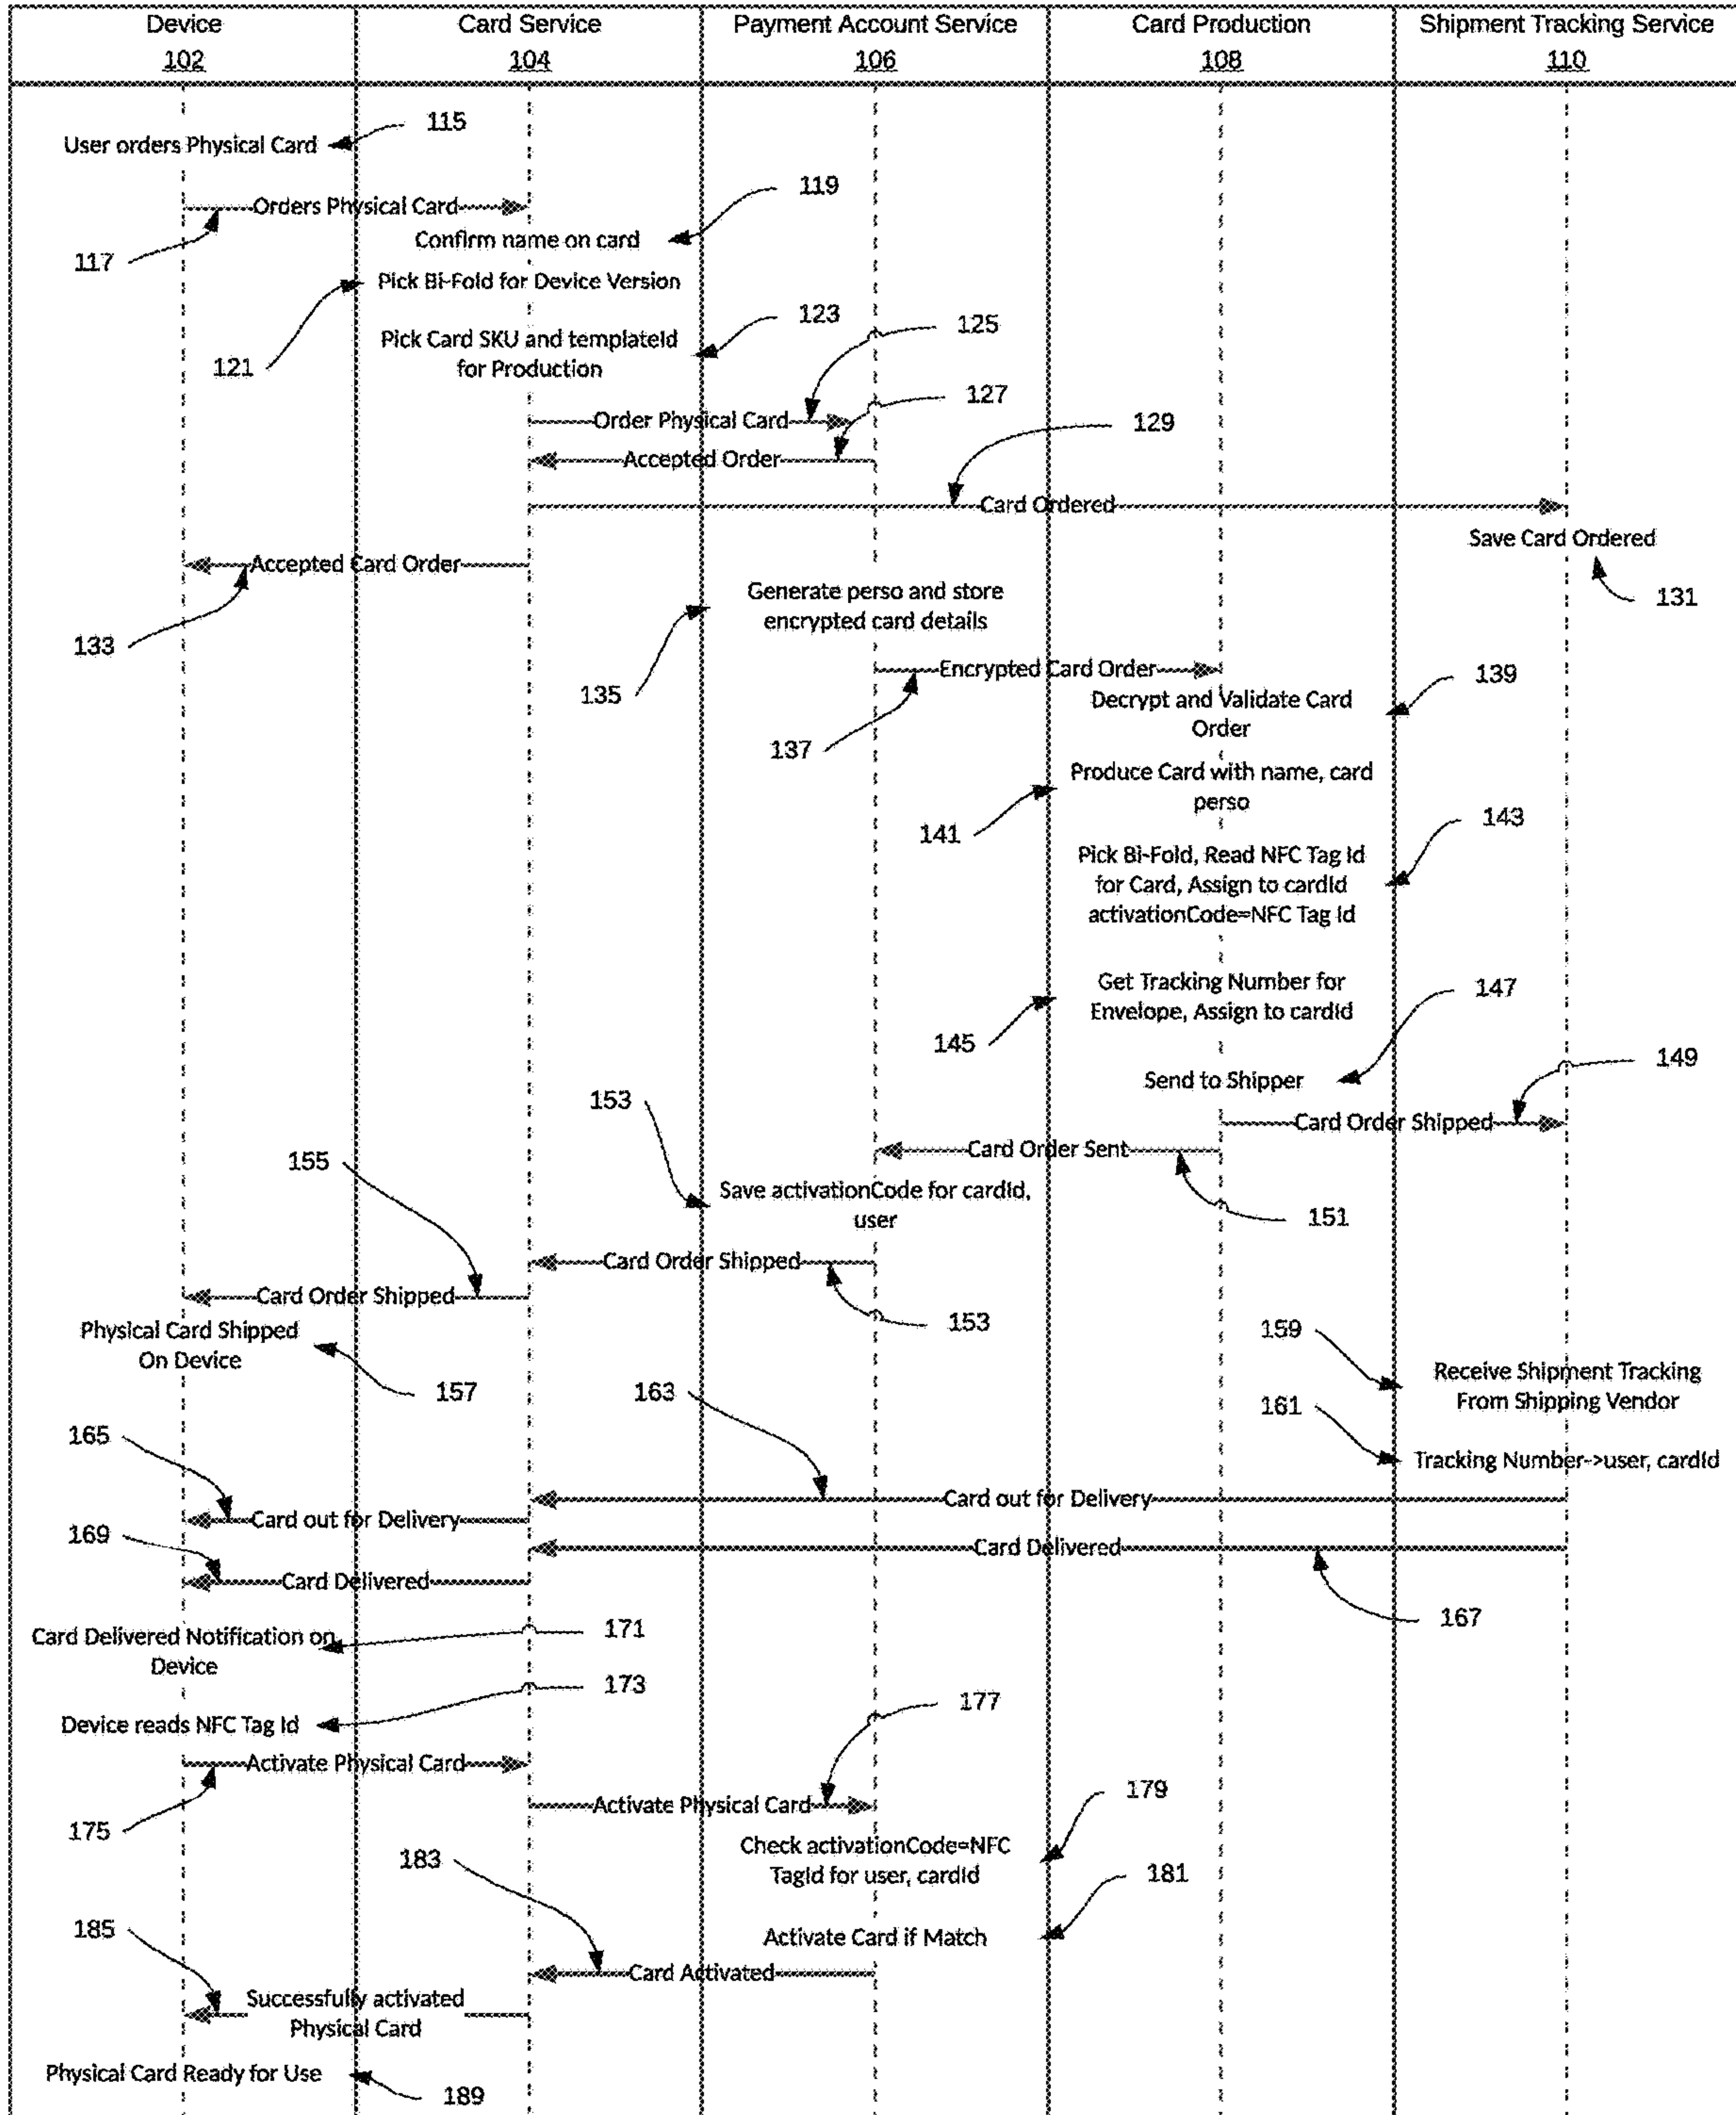 Device
Card Service
Payment Account Service
Card Production
Shipment Tracking Service
102
104
106
108
110
115
User orders Physical Card
119
Orders Physical Card
Confirm name on card
117
Pick Bi-Fold for Device Version
123
125
Pick Card SKU and templateId
for Production
121
127
Order Physical Card
129
Accepted Order
Card Ordered
Save Card Ordered
Accepted Card Order
Generate perso and store
encrypted card details
131
133
Encrypted Card Order
139
135
Decrypt and Validate Card
Order
137
Produce Card with name, card
perso
143
141
Pick Bi-Fold, Read NFC Tag Id
for Card, Assign to cardId
activationCode=NFC Tag Id
Get Tracking Number for
Envelope, Assign to cardId
147
145
149
Send to Shipper
153
Card Order Shipped
Card Order Sent
155
Save activationCode for cardId,
user
151
Card Order Shipped
Card Order Shipped
153
Physical Card Shipped
On Device
159
Receive Shipment Tracking
From Shipping Vendor
157
163
161
165
Tracking Number->user, cardId
Card out for Delivery
Card out for Delivery
169
Card Delivered
Card Delivered
167
171
Card Delivered Notification on
Device
173
177
Device reads NFC Tag Id
Activate Physical Card
179
Activate Physical Card
175
Check activationCode=NFC
TagId for user, cardId
183
181
185
Activate Card if Match
Card Activated
Successfully activated
Physical Card
Physical Card Ready for Use
189